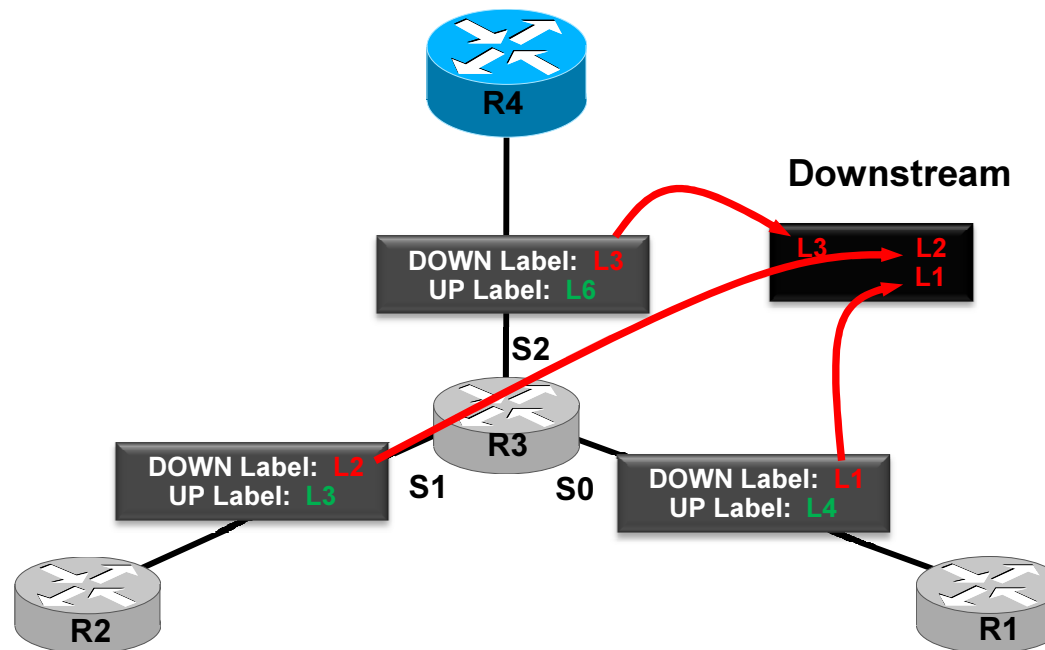 R4
Downstream
L3 L2
L1
DOWN Label: L3
UP Label: L6
S2
R3
DOWN Label: L2
UP Label: L3
S1
S0
DOWN Label: L1
UP Label: L4
R2
R1